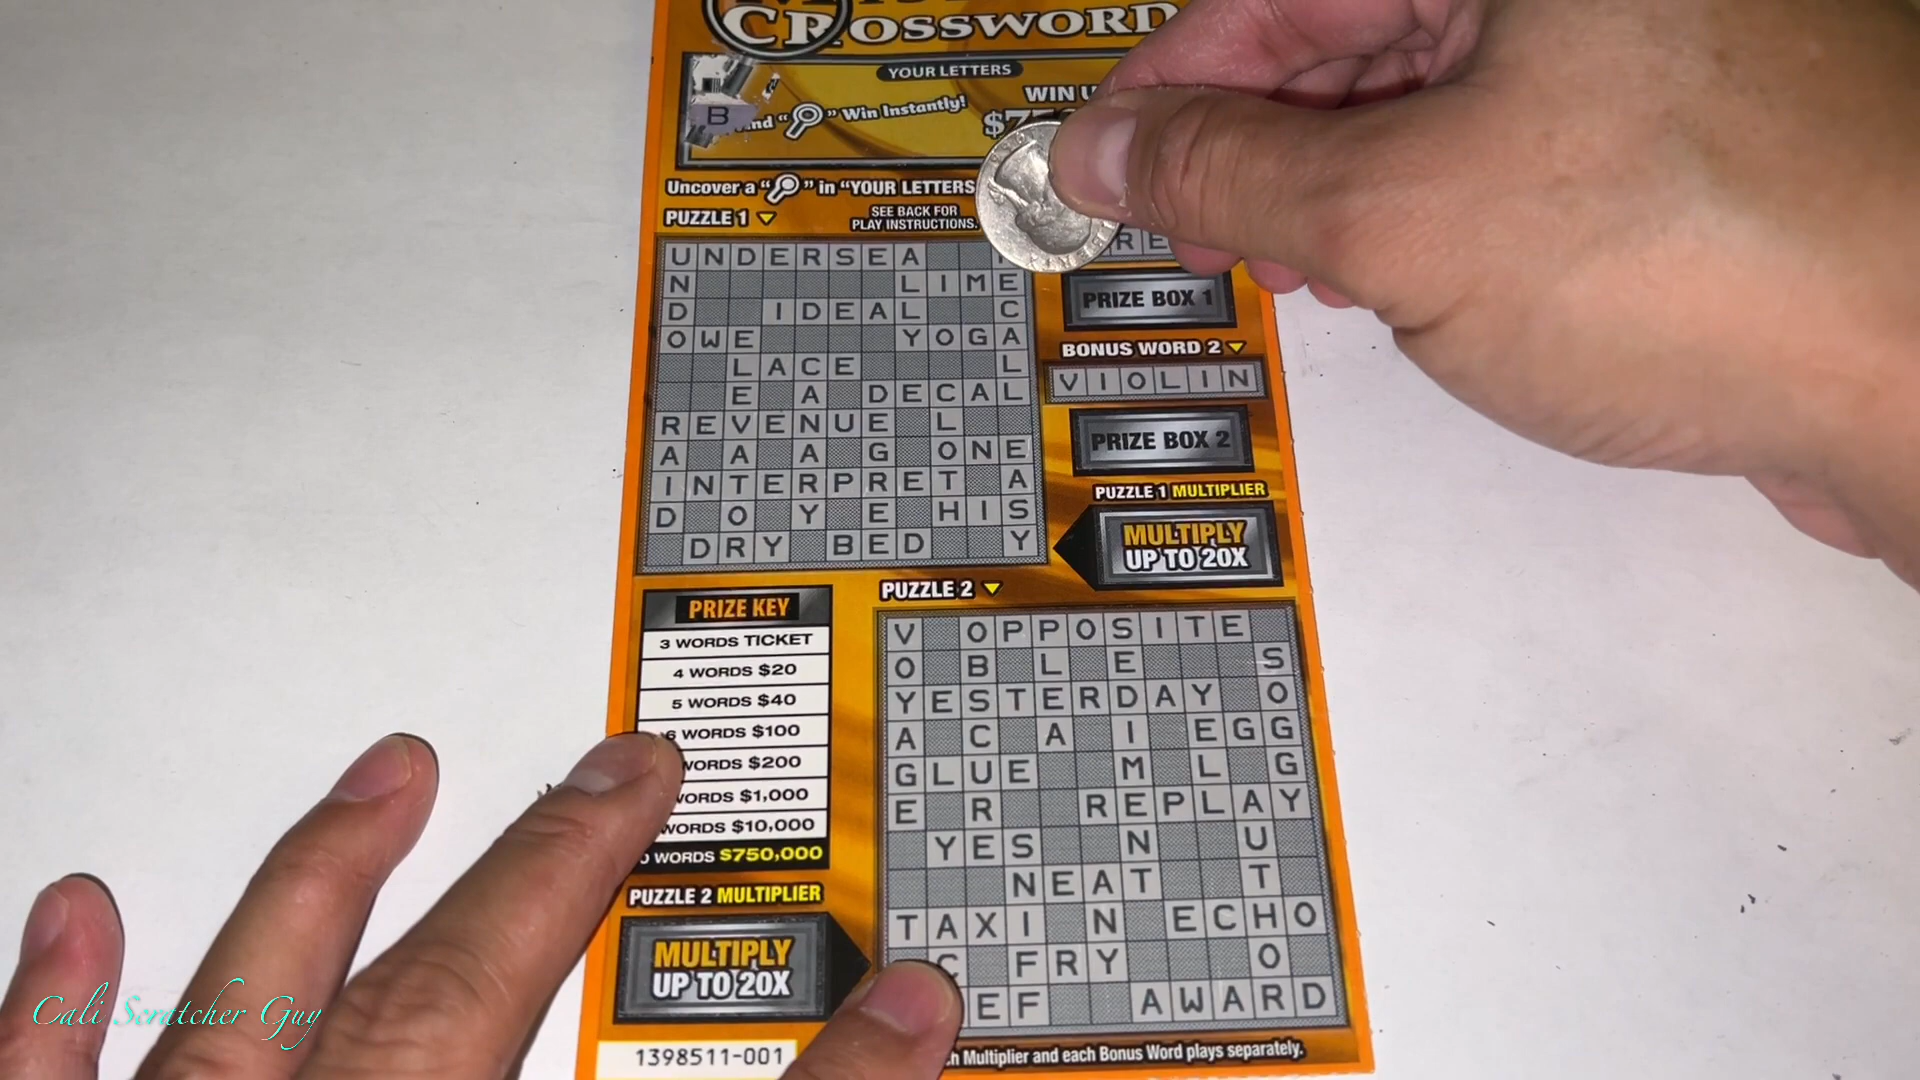 CROSSWORD
YOUR LETTERS
B
" Win Instantly!
WIN U
Uncover a " " in "YOUR LETTERS
PUZZLE 1
SEE BACK FOR
PLAY INSTRUCTIONS.
UNDERSEA
N LIME
D IDEAL C
OWE YOGA
LACE L
E A DECAL
REVENUE L
A A A G ONE
INTERPRET A
D O Y E HIS
DRY BED Y
RE
PRIZE BOX 1
BONUS WORD 2
VIOLIN
PRIZE BOX 2
PUZZLE 1 MULTIPLIER
MULTIPLY
UP TO 20X
PRIZE KEY
3 WORDS TICKET
4 WORDS $20
5 WORDS $40
6 WORDS $100
WORDS $200
WORDS $1,000
WORDS $10,000
WORDS $750,000
PUZZLE 2 MULTIPLIER
MULTIPLY
UP TO 20X
1398511-001
PUZZLE 2
V OPPOSITE
O B L E S
YESTERDAY O
A C A I EGG
GLUE M L G
E R REPLAY
YES N U
NEAT T
TAXI N ECHO
C FRY O
EF AWARD
Multiplier and each Bonus Word plays separately.
Cali Scratcher Guy